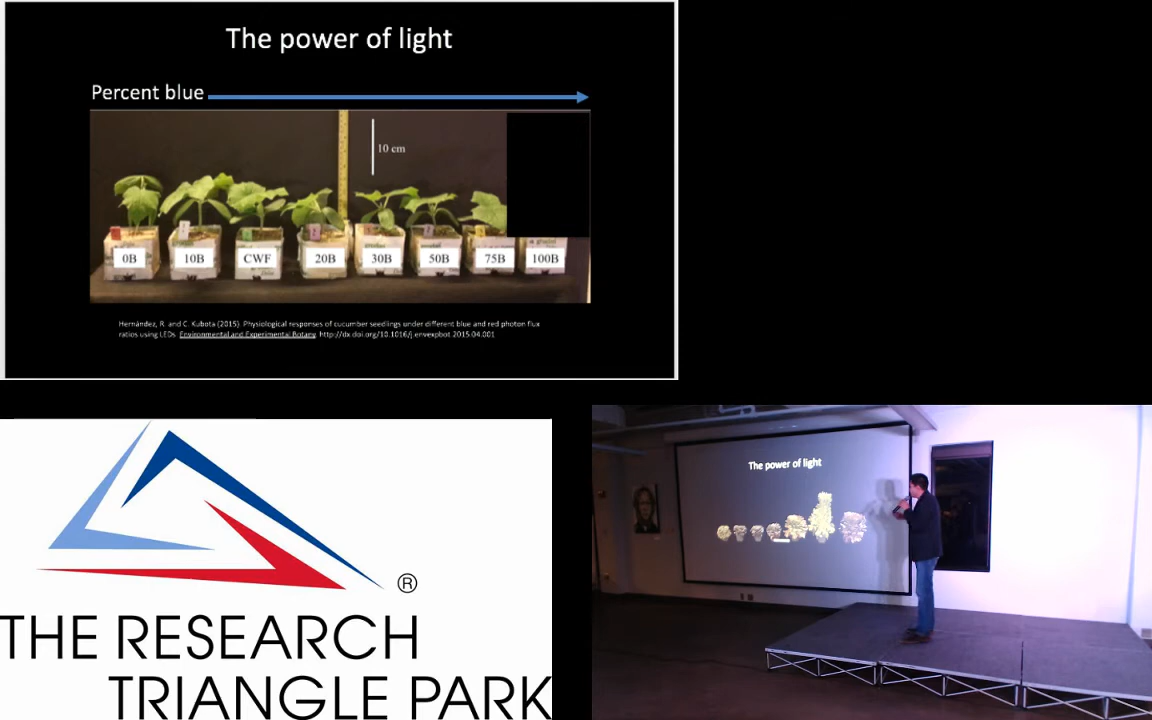 The power of light
Percent blue
10 cm
0B
10B
CWF
20B
30B
50B
75B
100B
Hernández, R. and C. Kubota (2015). Physiological responses of cucumber seedlings under different blue and red photon flux
ratios using LEDs. Environmental and Experimental Botany. http://dx.doi.org/10.1016/j.envexpbot.2015.04.001
The power of light
®
THE RESEARCH
TRIANGLE PARK